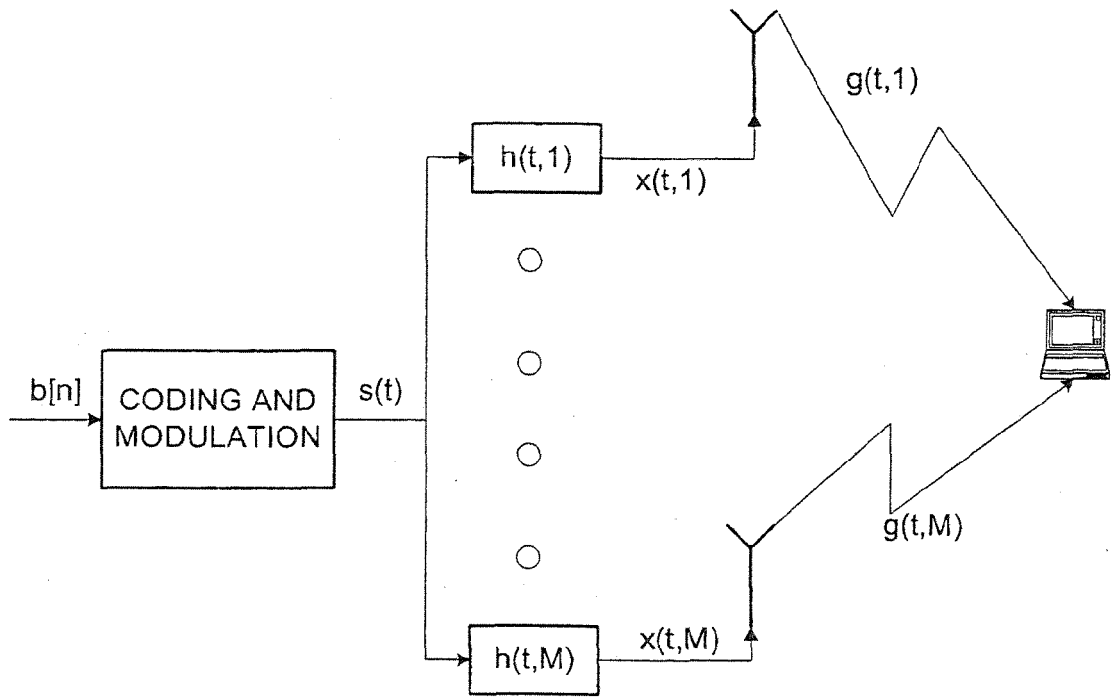 g(t,1)
h(t,1)
x(t,1)
b[n]
CODING AND
MODULATION
s(t)
g(t,M)
h(t,M)
x(t,M)